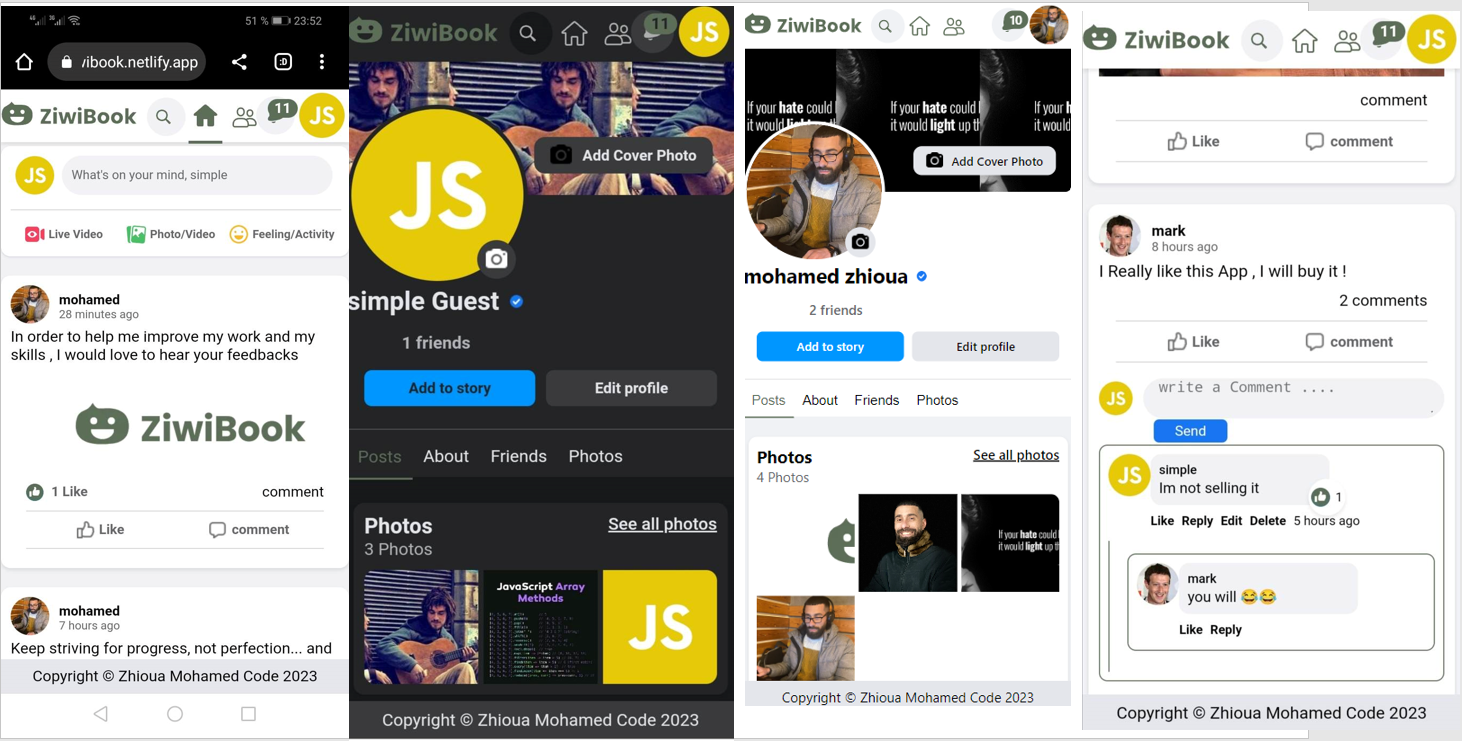 51 % 23:52
/ibook.netlify.app
:D
ZiwiBook
11
JS
JS
What's on your mind, simple
Live Video
Photo/Video
Feeling/Activity
mohamed
28 minutes ago
In order to help me improve my work and my
skills , I would love to hear your feedbacks
ZiwiBook
1 Like
comment
Like
comment
mohamed
7 hours ago
Keep striving for progress, not perfection... and
Copyright © Zhioua Mohamed Code 2023
ZiwiBook
11
JS
JS
Add Cover Photo
simple Guest
1 friends
Add to story
Edit profile
Posts
About
Friends
Photos
Photos
See all photos
3 Photos
JavaScript Array
Methods
JS
Copyright © Zhioua Mohamed Code 2023
ZiwiBook
10
If your hate could
it would light up th
If your hate could
it would light up th
If your h
it would
Add Cover Photo
mohamed zhioua
2 friends
Add to story
Edit profile
Posts
About
Friends
Photos
Photos
See all photos
4 Photos
If your hate could
it would light up th
Copyright © Zhioua Mohamed Code 2023
ZiwiBook
11
JS
comment
Like
comment
mark
8 hours ago
I Really like this App , I will buy it !
2 comments
Like
comment
JS
write a Comment ....
Send
JS
simple
Im not selling it
1
Like Reply Edit Delete 5 hours ago
mark
you will 😂😂
Like Reply
Copyright © Zhioua Mohamed Code 2023